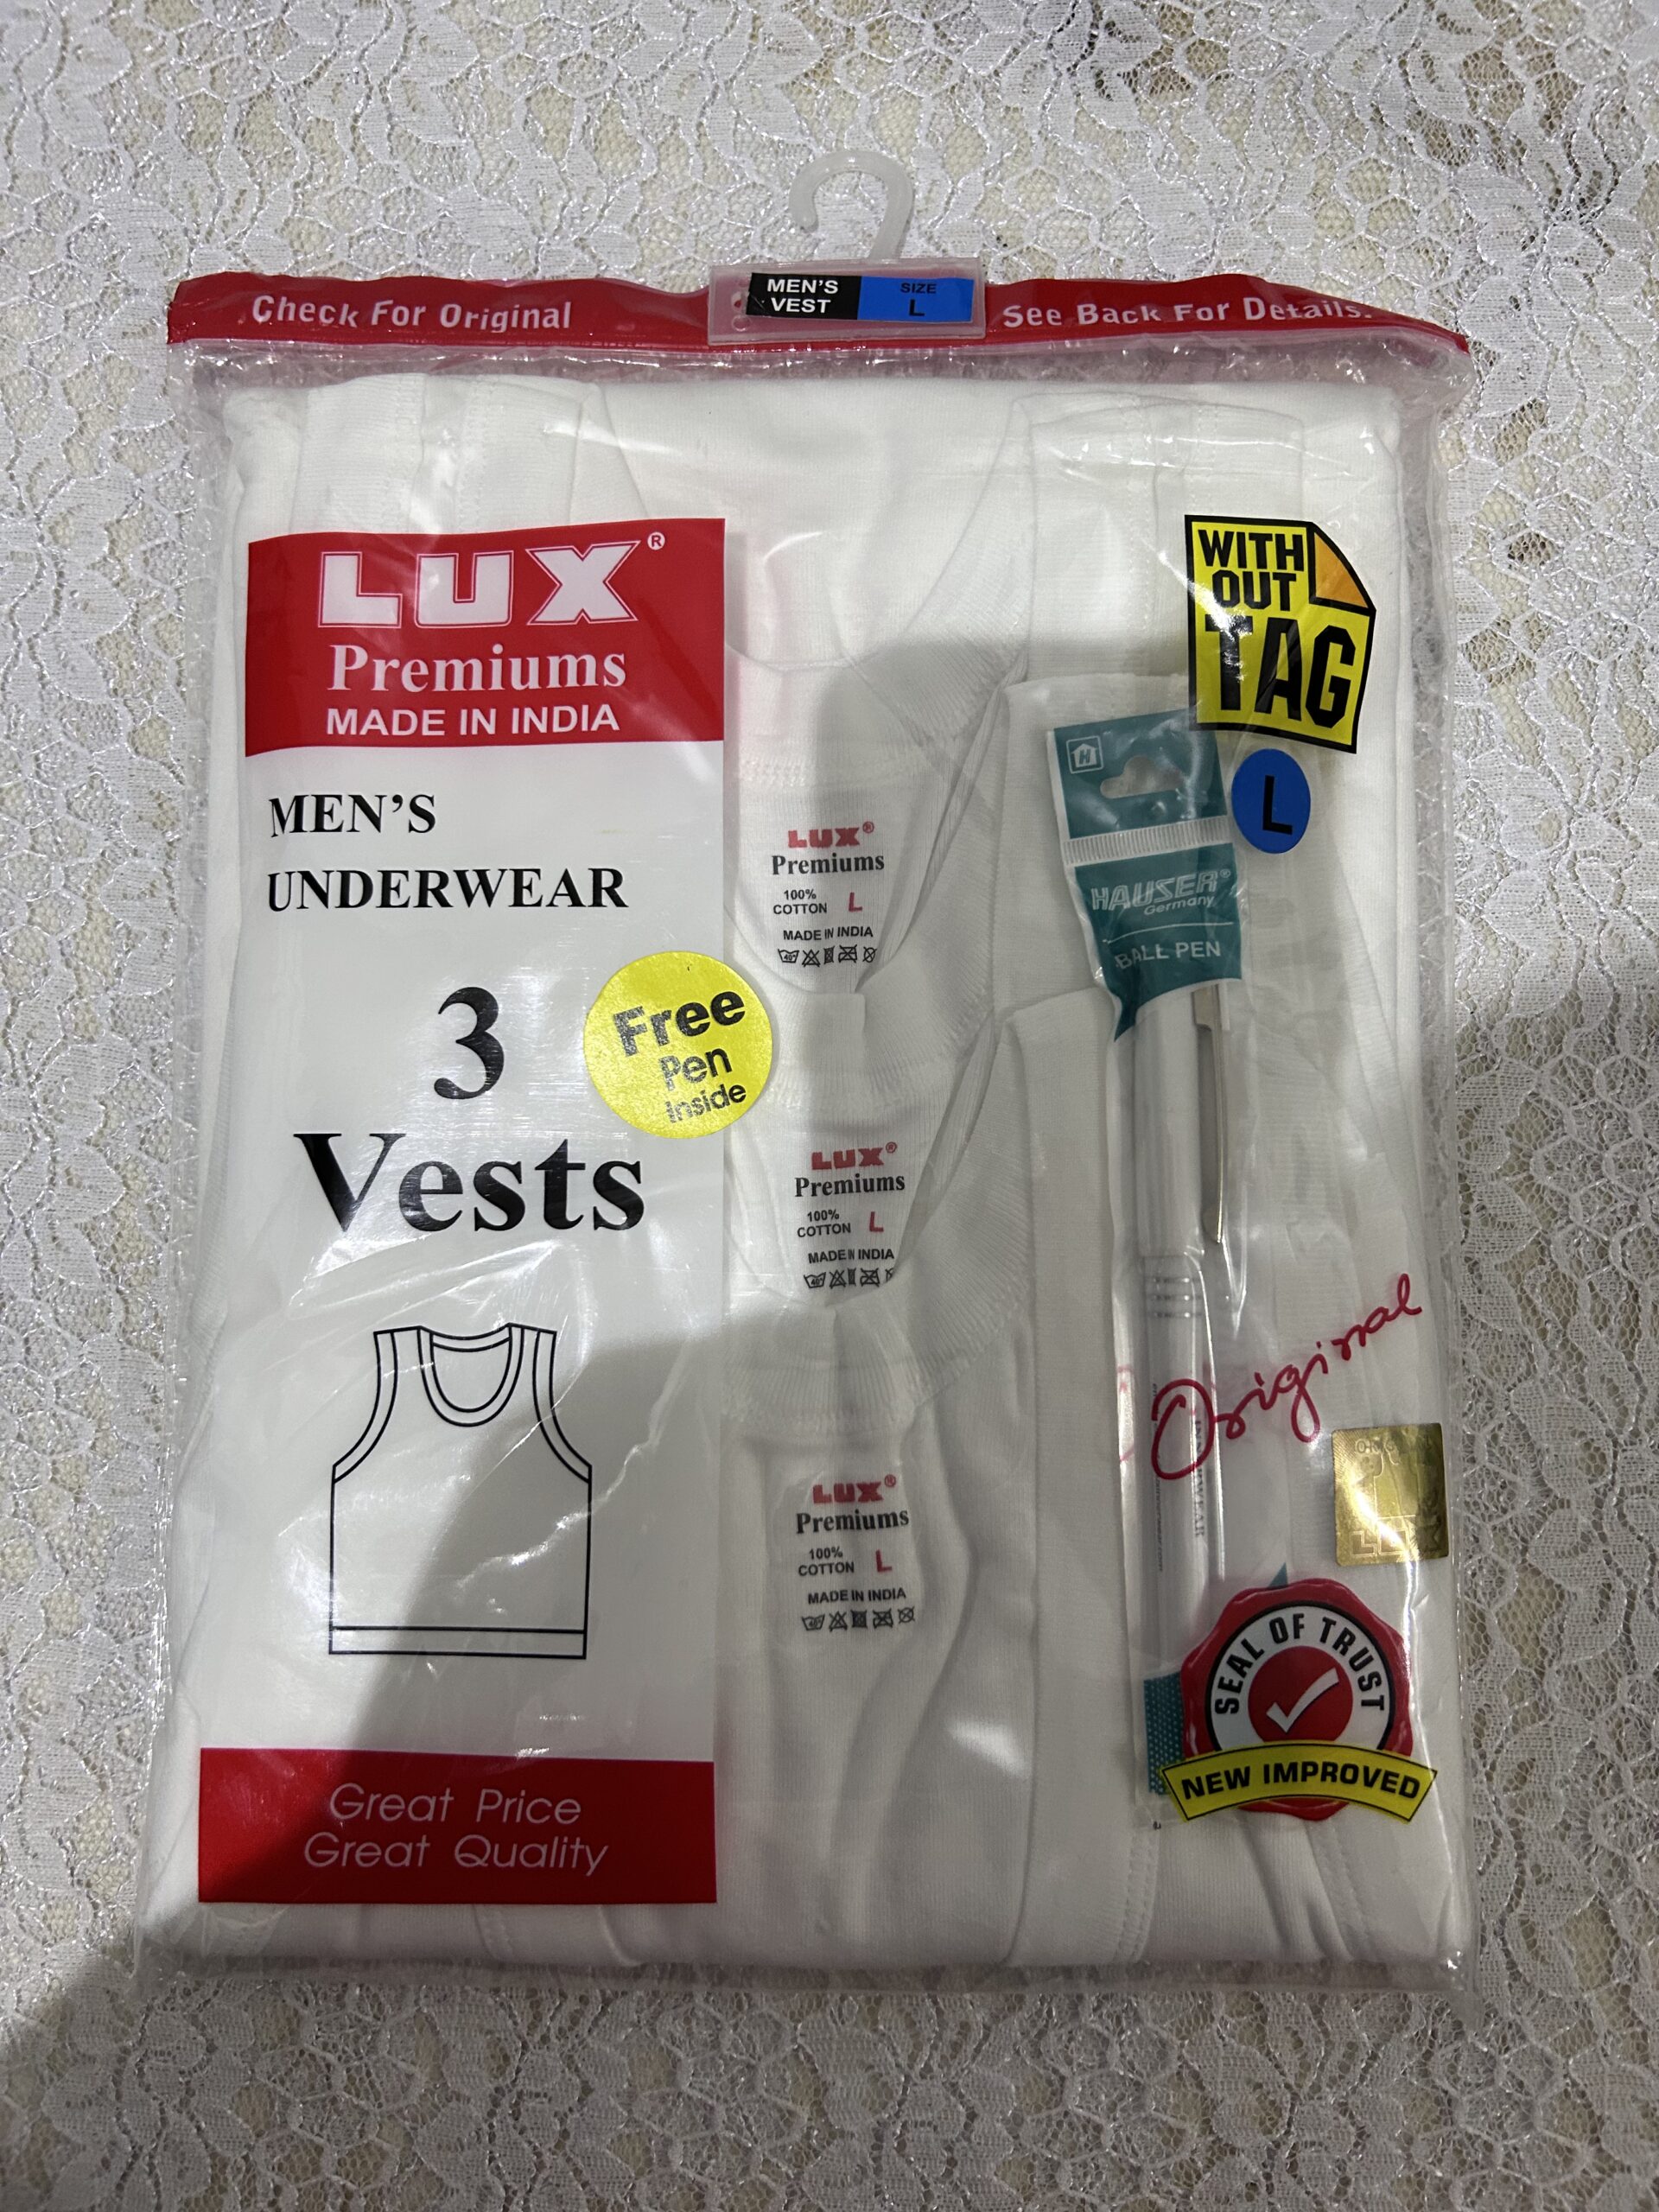 Check For Original
MEN'S
VEST
SIZE
L
See Back For Details.
LUX®
Premiums
MADE IN INDIA
MEN'S
UNDERWEAR
3
Vests
Free
Pen
Inside
Great Price
Great Quality
LUX®
Premiums
100%
COTTON L
MADE IN INDIA
LUX®
Premiums
100%
COTTON L
MADE IN INDIA
LUX®
Premiums
100%
COTTON L
MADE IN INDIA
WITH
OUT
TAG
L
H
HAUSER®
Germany
BALL PEN
Original
LUX
SEAL OF TRUST
NEW IMPROVED